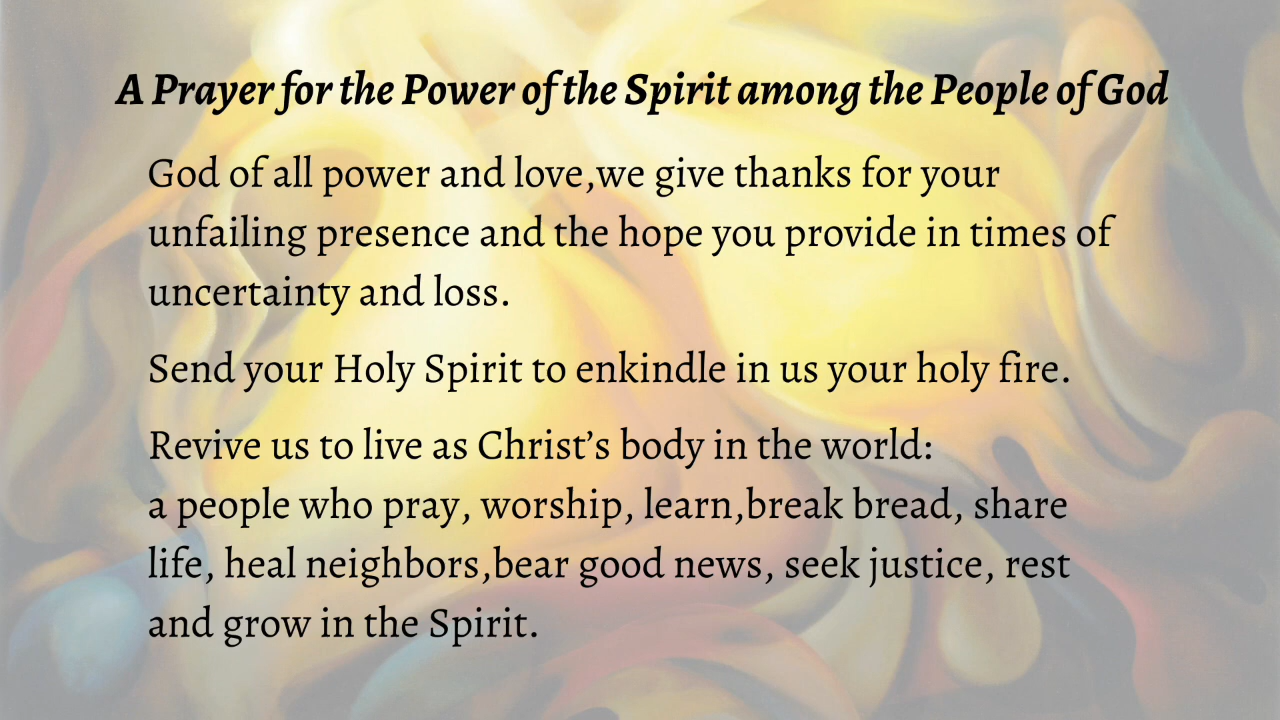 A Prayer for the Power of the Spirit among the People of God
God of all power and love,we give thanks for your
unfailing presence and the hope you provide in times of
uncertainty and loss.
Send your Holy Spirit to enkindle in us your holy fire.
Revive us to live as Christ’s body in the world:
a people who pray, worship, learn,break bread, share
life, heal neighbors,bear good news, seek justice, rest
and grow in the Spirit.